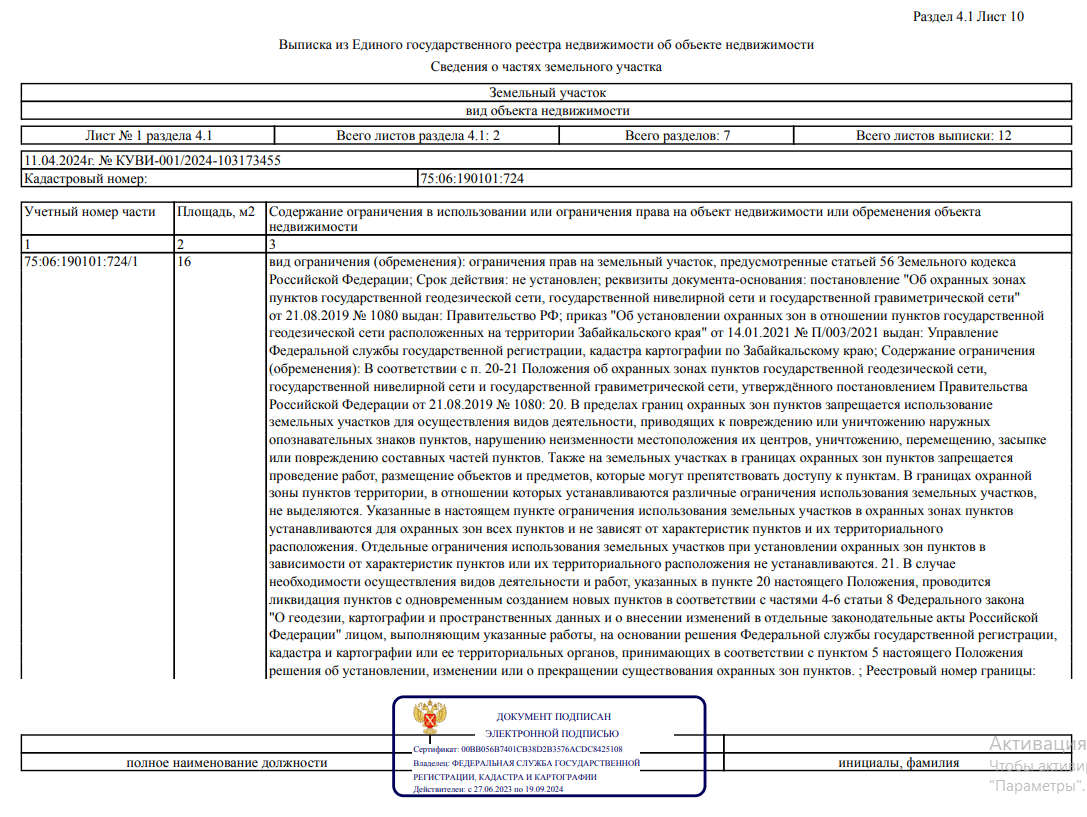 Раздел 4.1 Лист 10
Выписка из Единого государственного реестра недвижимости об объекте недвижимости
Сведения о частях земельного участка
Земельный участок
вид объекта недвижимости
Лист № 1 раздела 4.1 Всего листов раздела 4.1: 2 Всего разделов: 7 Всего листов выписки: 12
11.04.2024г. № КУВИ-001/2024-103173455
Кадастровый номер: 75:06:190101:724
Учетный номер части Площадь, м2 Содержание ограничения в использовании или ограничения права на объект недвижимости или обременения объекта
недвижимости
1 2 3
75:06:190101:724/1 16 вид ограничения (обременения): ограничения прав на земельный участок, предусмотренные статьей 56 Земельного кодекса
Российской Федерации; Срок действия: не установлен; реквизиты документа-основания: постановление "Об охранных зонах
пунктов государственной геодезической сети, государственной нивелирной сети и государственной гравиметрической сети"
от 21.08.2019 № 1080 выдан: Правительство РФ; приказ "Об установлении охранных зон в отношении пунктов государственной
геодезической сети расположенных на территории Забайкальского края" от 14.01.2021 № П/003/2021 выдан: Управление
Федеральной службы государственной регистрации, кадастра картографии по Забайкальскому краю; Содержание ограничения
(обременения): В соответствии с п. 20-21 Положения об охранных зонах пунктов государственной геодезической сети,
государственной нивелирной сети и государственной гравиметрической сети, утверждённого постановлением Правительства
Российской Федерации от 21.08.2019 № 1080: 20. В пределах границ охранных зон пунктов запрещается использование
земельных участков для осуществления видов деятельности, приводящих к повреждению или уничтожению наружных
опознавательных знаков пунктов, нарушению неизменности местоположения их центров, уничтожению, перемещению, засыпке
или повреждению составных частей пунктов. Также на земельных участках в границах охранных зон пунктов запрещается
проведение работ, размещение объектов и предметов, которые могут препятствовать доступу к пунктам. В границах охранной
зоны пунктов территории, в отношении которых устанавливаются различные ограничения использования земельных участков,
не выделяются. Указанные в настоящем пункте ограничения использования земельных участков в охранных зонах пунктов
устанавливаются для охранных зон всех пунктов и не зависят от характеристик пунктов и их территориального
расположения. Отдельные ограничения использования земельных участков при установлении охранных зон пунктов в
зависимости от характеристик пунктов или их территориального расположения не устанавливаются. 21. В случае
необходимости осуществления видов деятельности и работ, указанных в пункте 20 настоящего Положения, проводится
ликвидация пунктов с одновременным созданием новых пунктов в соответствии с частями 4-6 статьи 8 Федерального закона
"О геодезии, картографии и пространственных данных и о внесении изменений в отдельные законодательные акты Российской
Федерации" лицом, выполняющим указанные работы, на основании решения Федеральной службы государственной регистрации,
кадастра и картографии или ее территориальных органов, принимающих в соответствии с пунктом 5 настоящего Положения
решения об установлении, изменении или о прекращении существования охранных зон пунктов. ; Реестровый номер границы:
ДОКУМЕНТ ПОДПИСАН
ЭЛЕКТРОННОЙ ПОДПИСЬЮ
Сертификат: 00BB056B7401CB38D2B3576ACDC8425108
Владелец: ФЕДЕРАЛЬНАЯ СЛУЖБА ГОСУДАРСТВЕННОЙ
РЕГИСТРАЦИИ, КАДАСТРА И КАРТОГРАФИИ
Действителен: с 27.06.2023 по 19.09.2024
полное наименование должности инициалы, фамилия
Активация
Чтобы активи
"Параметры".